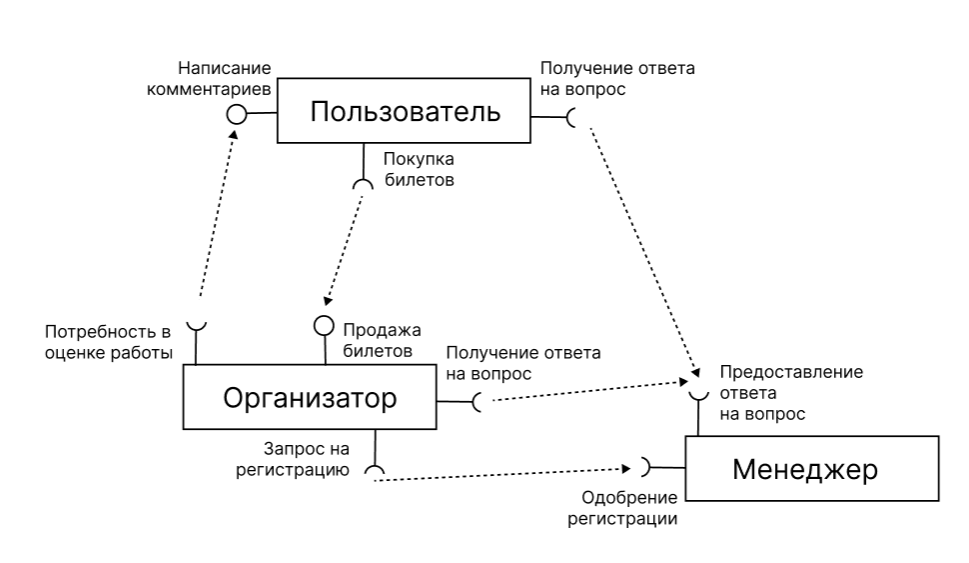 Написание
комментариев
Пользователь
Получение ответа
на вопрос
Покупка
билетов
Потребность в
оценке работы
Продажа
билетов
Организатор
Получение ответа
на вопрос
Предоставление
ответа
на вопрос
Запрос на
регистрацию
Менеджер
Одобрение
регистрации